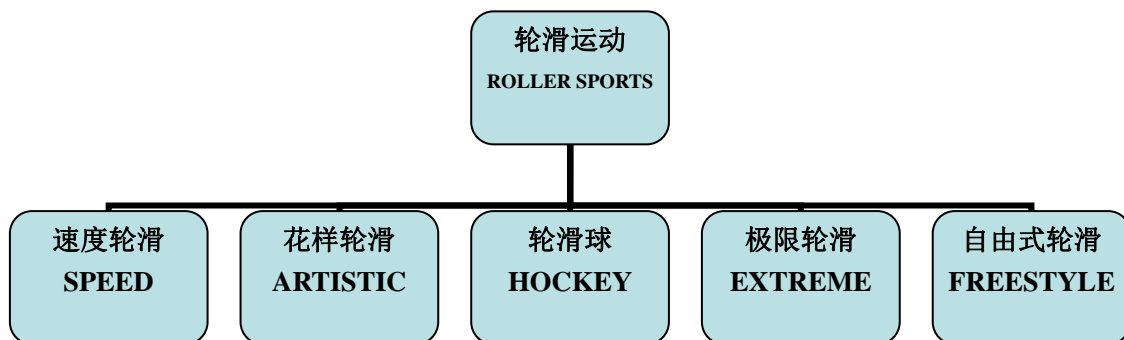 轮滑运动
ROLLER SPORTS
速度轮滑
SPEED
花样轮滑
ARTISTIC
轮滑球
HOCKEY
极限轮滑
EXTREME
自由式轮滑
FREESTYLE